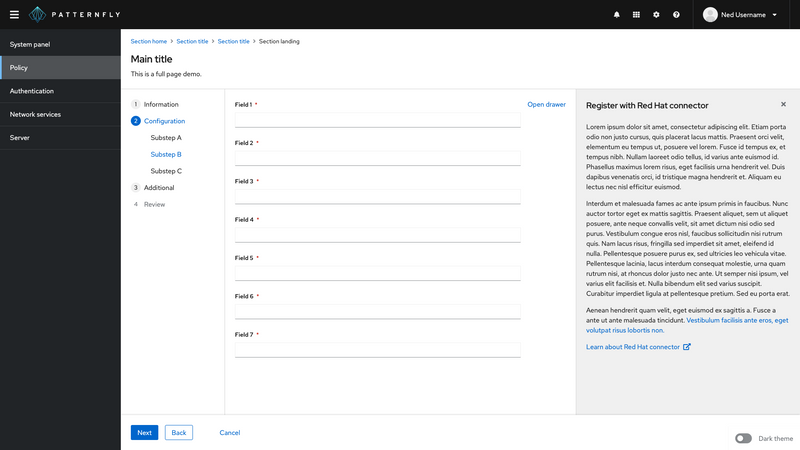 PATTERNFLY
Ned Username
System panel
Policy
Authentication
Network services
Server
Section home > Section title > Section title > Section landing
Main title
This is a full page demo.
1 Information
2 Configuration
Substep A
Substep B
Substep C
3 Additional
4 Review
Field 1 *
Open drawer
Field 2 *
Field 3 *
Field 4 *
Field 5 *
Field 6 *
Field 7 *
Register with Red Hat connector
Lorem ipsum dolor sit amet, consectetur adipiscing elit. Etiam porta
odio non justo cursus, quis placerat lacus mattis. Praesent orci velit,
elementum eu tempus ut, posuere vel lorem. Fusce id tempus ex, et
tempus nibh. Nullam laoreet odio tellus, id varius ante euismod id.
Phasellus maximus lorem risus, eget facilisis urna hendrerit vel. Duis
dapibus venenatis orci, id tristique magna hendrerit et. Aliquam eu
lectus nec nisl efficitur euismod.
Interdum et malesuada fames ac ante ipsum primis in faucibus. Nunc
auctor tortor eget ex mattis sagittis. Praesent aliquet, sem ut aliquet
posuere, ante neque convallis velit, sit amet dictum nisi odio sed
purus. Vestibulum congue eros nisl, faucibus sollicitudin nisi rutrum
quis. Nam lacus risus, fringilla sed imperdiet sit amet, eleifend id
nulla. Pellentesque posuere purus ex, sed ultricies leo vehicula vitae.
Pellentesque lacinia, lacus interdum consequat molestie, urna quam
rutrum nisi, at rhoncus dolor justo nec ante. Ut semper nisi ipsum, vel
varius elit facilisis et. Nulla bibendum elit sed varius suscipit.
Curabitur imperdiet ligula at pellentesque pretium. Sed eu porta erat.
Aenean hendrerit quam velit, eget euismod ex sagittis a. Fusce a
ante ut ante malesuada tincidunt. Vestibulum facilisis ante eros, eget
volutpat risus lobortis non.
Learn about Red Hat connector
Next
Back
Cancel
Dark theme